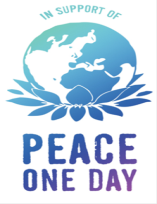 IN SUPPORT OF
PEACE
ONE DAY